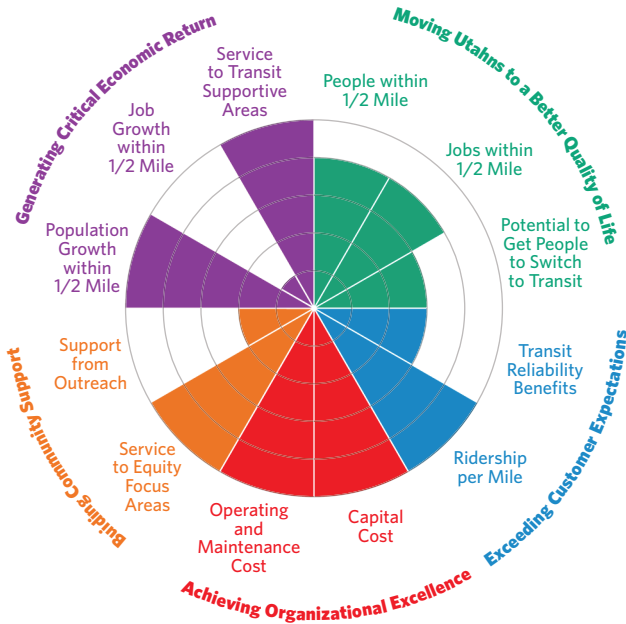 Generating Critical Economic Return
Moving Utahns to a Better Quality of Life
Service
to Transit
Supportive
Areas
People within
1/2 Mile
Job
Growth
within
1/2 Mile
Jobs within
1/2 Mile
Population
Growth
within
1/2 Mile
Potential to
Get People
to Switch
to Transit
Support
from
Outreach
Transit
Reliability
Benefits
Service
to Equity
Focus
Areas
Ridership
per Mile
Operating
and
Maintenance
Cost
Capital
Cost
Buiding Community Support
Exceeding Customer Expectations
Achieving Organizational Excellence